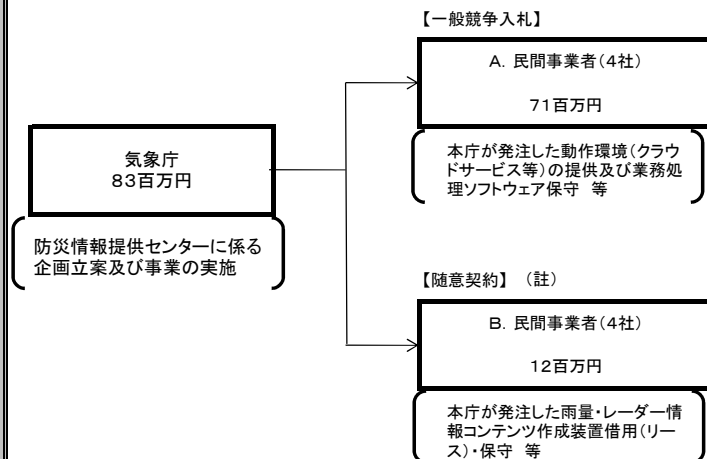 【一般競争入札】
A. 民間事業者(4社)
71百万円
本庁が発注した動作環境(クラウ
ドサービス等)の提供及び業務処
理ソフトウェア保守 等
気象庁
83百万円
防災情報提供センターに係る
企画立案及び事業の実施
【随意契約】 (註)
B. 民間事業者(4社)
12百万円
本庁が発注した雨量・レーダー情
報コンテンツ作成装置借用(リー
ス)・保守 等